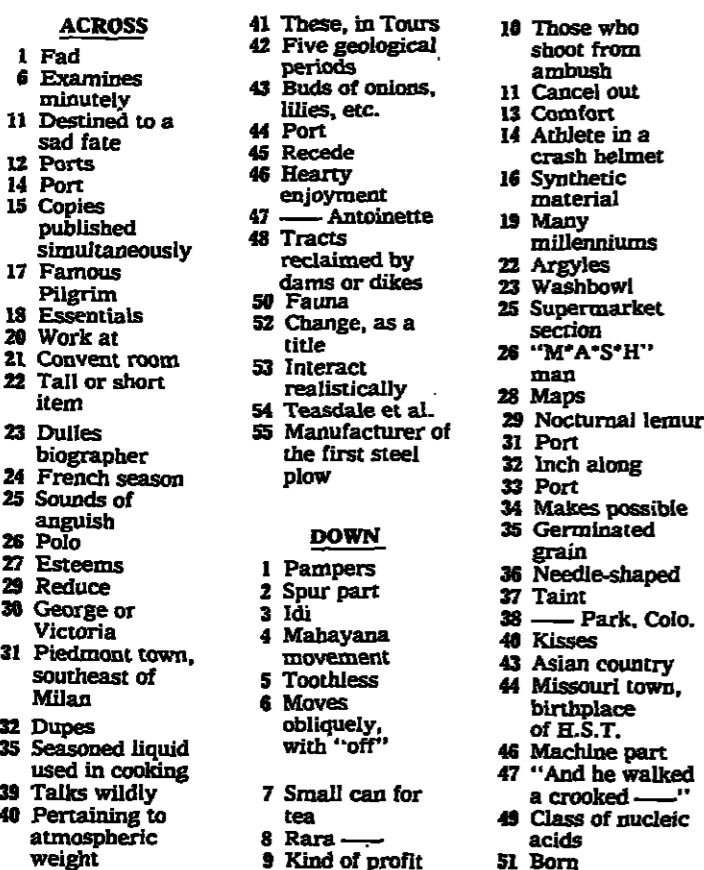 ACROSS
1 Fad
6 Examines
minutely
11 Destined to a
sad fate
12 Ports
14 Port
15 Copies
published
simultaneously
17 Famous
Pilgrim
18 Essentials
20 Work at
21 Convent room
22 Tall or short
item
23 Dulles
biographer
24 French season
25 Sounds of
anguish
26 Polo
27 Esteems
29 Reduce
30 George or
Victoria
31 Piedmont town,
southeast of
Milan
32 Dupes
35 Seasoned liquid
used in cooking
39 Talks wildly
40 Pertaining to
atmospheric
weight
41 These, in Tours
42 Five geological
periods
43 Buds of onions,
lilies, etc.
44 Port
45 Recede
46 Hearty
enjoyment
47 —— Antoinette
48 Tracts
reclaimed by
dams or dikes
50 Fauna
52 Change, as a
title
53 Interact
realistically
54 Teasdale et al.
55 Manufacturer of
the first steel
plow
DOWN
1 Pampers
2 Spur part
3 Idi
4 Mahayana
movement
5 Toothless
6 Moves
obliquely,
with "off"
7 Small can for
tea
8 Rara ——
9 Kind of profit
10 Those who
shoot from
ambush
11 Cancel out
13 Comfort
14 Athlete in a
crash helmet
16 Synthetic
material
19 Many
millenniums
22 Argyles
23 Washbowl
25 Supermarket
section
26 "M*A*S*H"
man
28 Maps
29 Nocturnal lemur
31 Port
32 Inch along
33 Port
34 Makes possible
35 Germinated
grain
36 Needle-shaped
37 Taint
38 —— Park, Colo.
40 Kisses
43 Asian country
44 Missouri town,
birthplace
of H.S.T.
46 Machine part
47 "And he walked
a crooked ——"
49 Class of nucleic
acids
51 Born